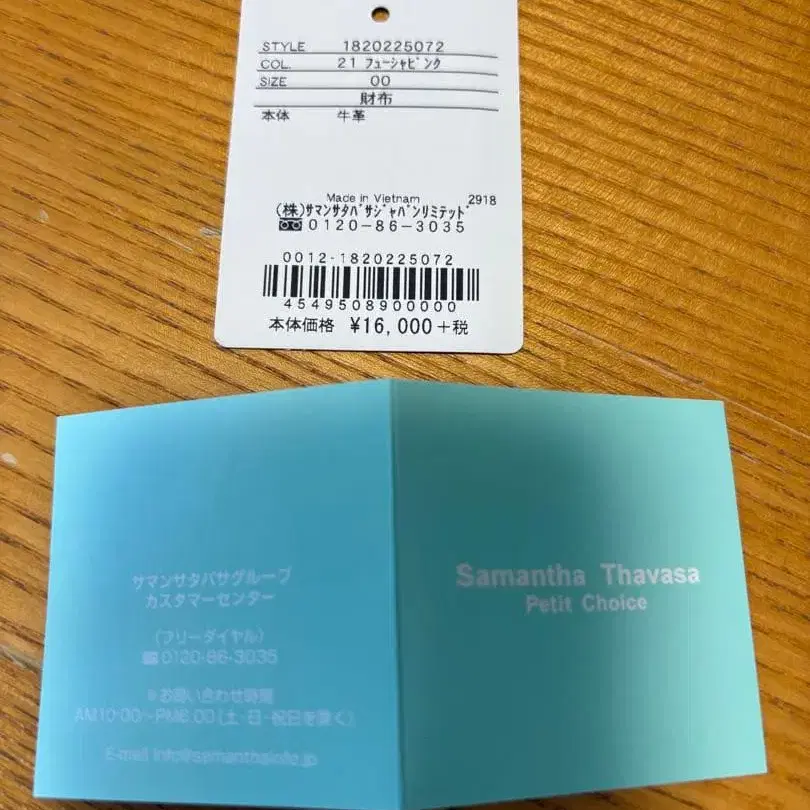 STYLE 1820225072
COL. 21 ﾌｭｰｼｬﾋﾟﾝｸ
SIZE 00
財布
本体 牛革
Made in Vietnam 2918
(株)ｻﾏﾝｻﾀﾊﾞｻｼﾞｬﾊﾟﾝﾘﾐﾃｯﾄﾞ
0120-86-3035
0012-1820225072
4549508900000
本体価格 ¥16,000+税
サマンサタバサグループ
カスタマーセンター
(フリーダイヤル)
0120-86-3035
※お問い合わせ時間
AM10:00～PM6:00(土・日・祝日を除く)
E-mail info@samanthainfo.jp
Samantha Thavasa
Petit Choice